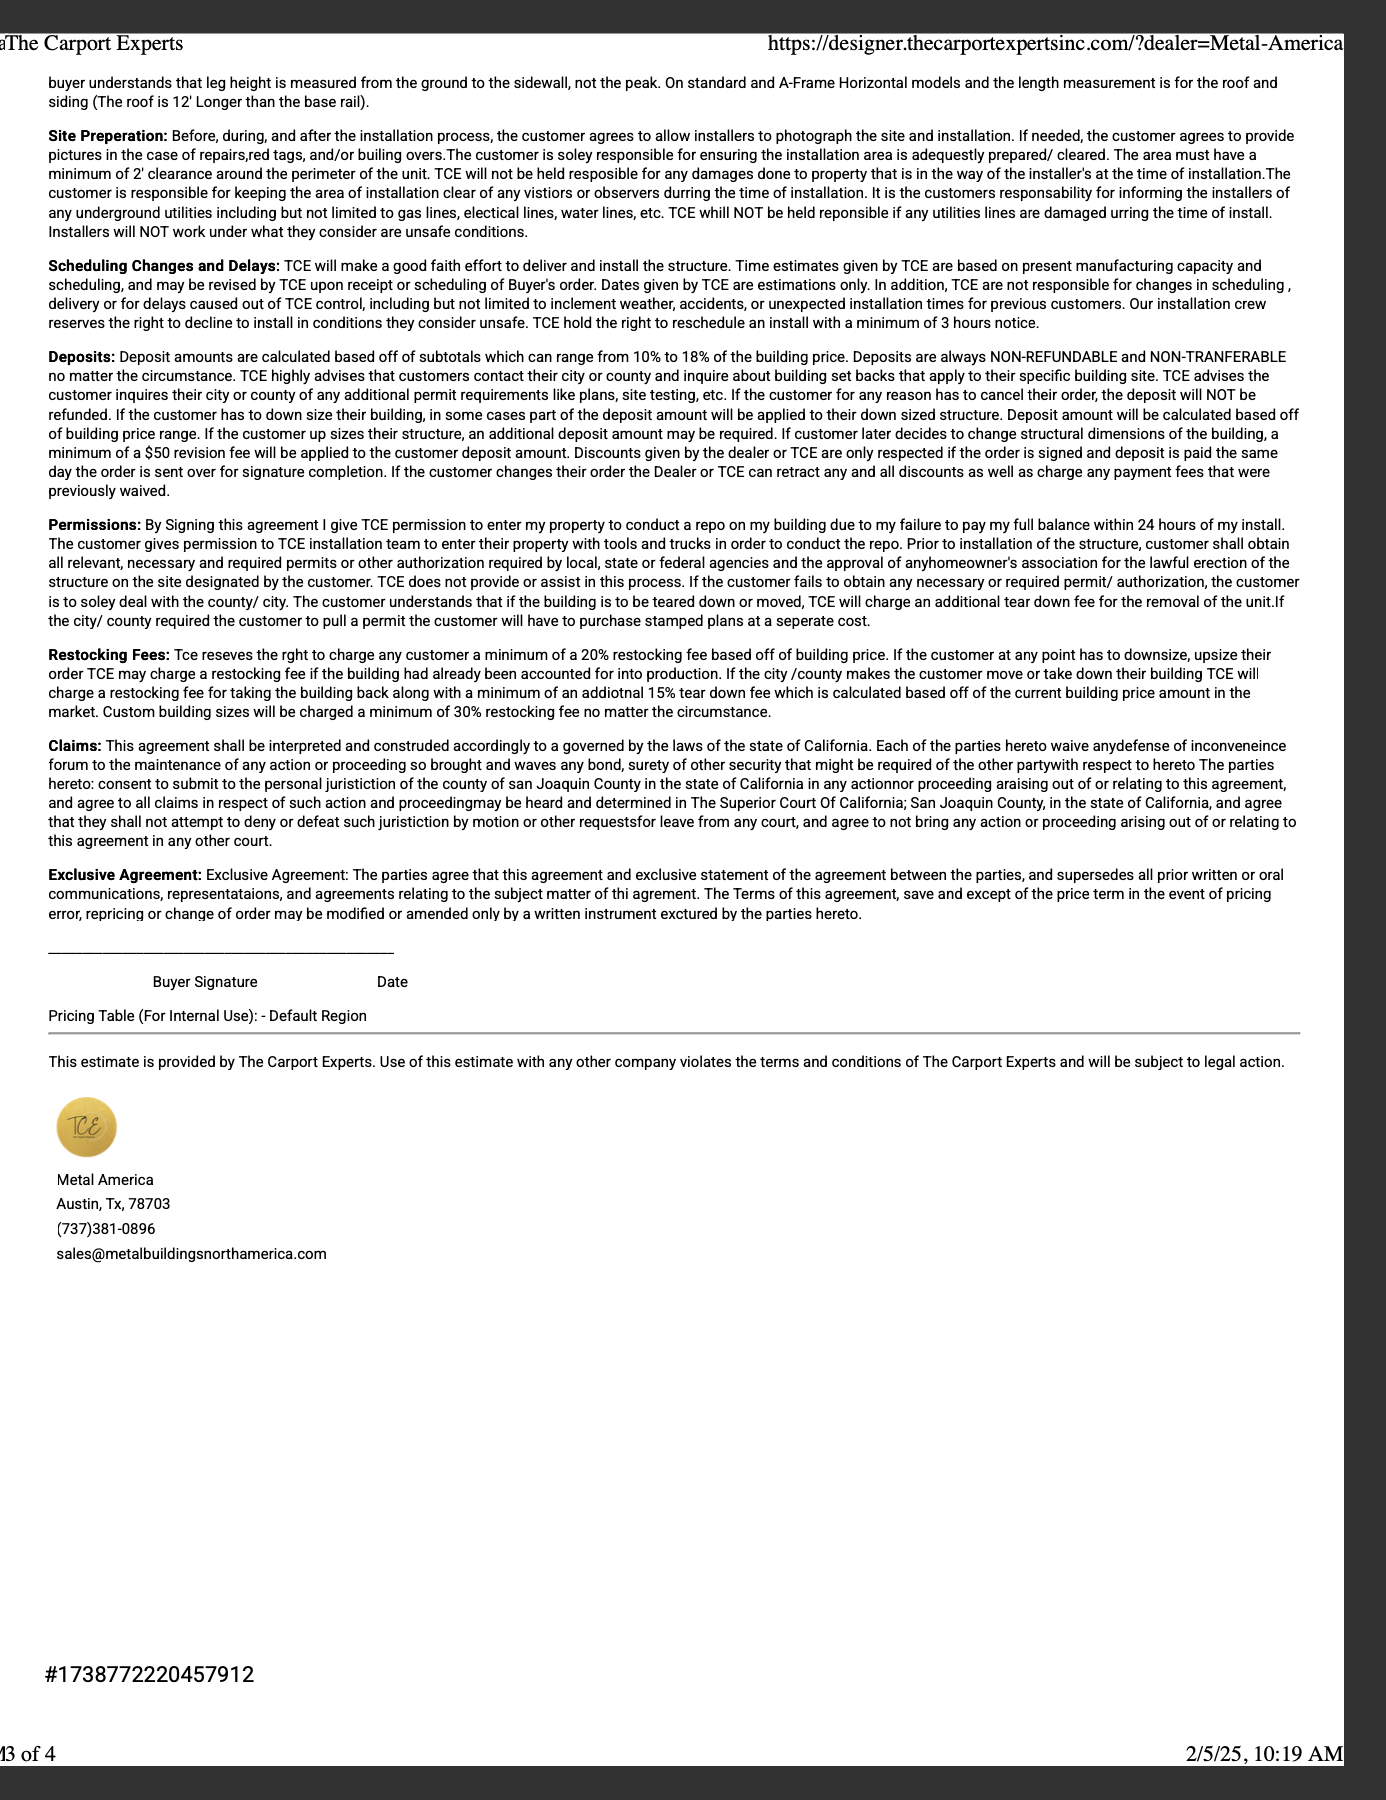 The Carport Experts https://designer.thecarportexpertsinc.com/?dealer=Metal-America
buyer understands that leg height is measured from the ground to the sidewall, not the peak. On standard and A-Frame Horizontal models and the length measurement is for the roof and
siding (The roof is 12' Longer than the base rail).
Site Preperation: Before, during, and after the installation process, the customer agrees to allow installers to photograph the site and installation. If needed, the customer agrees to provide
pictures in the case of repairs,red tags, and/or builing overs.The customer is soley responsible for ensuring the installation area is adequestly prepared/ cleared. The area must have a
minimum of 2' clearance around the perimeter of the unit. TCE will not be held resposible for any damages done to property that is in the way of the installer's at the time of installation.The
customer is responsible for keeping the area of installation clear of any vistiors or observers durring the time of installation. It is the customers responsability for informing the installers of
any underground utilities including but not limited to gas lines, electical lines, water lines, etc. TCE whill NOT be held reponsible if any utilities lines are damaged urring the time of install.
Installers will NOT work under what they consider are unsafe conditions.
Scheduling Changes and Delays: TCE will make a good faith effort to deliver and install the structure. Time estimates given by TCE are based on present manufacturing capacity and
scheduling, and may be revised by TCE upon receipt or scheduling of Buyer's order. Dates given by TCE are estimations only. In addition, TCE are not responsible for changes in scheduling ,
delivery or for delays caused out of TCE control, including but not limited to inclement weather, accidents, or unexpected installation times for previous customers. Our installation crew
reserves the right to decline to install in conditions they consider unsafe. TCE hold the right to reschedule an install with a minimum of 3 hours notice.
Deposits: Deposit amounts are calculated based off of subtotals which can range from 10% to 18% of the building price. Deposits are always NON-REFUNDABLE and NON-TRANFERABLE
no matter the circumstance. TCE highly advises that customers contact their city or county and inquire about building set backs that apply to their specific building site. TCE advises the
customer inquires their city or county of any additional permit requirements like plans, site testing, etc. If the customer for any reason has to cancel their order, the deposit will NOT be
refunded. If the customer has to down size their building, in some cases part of the deposit amount will be applied to their down sized structure. Deposit amount will be calculated based off
of building price range. If the customer up sizes their structure, an additional deposit amount may be required. If customer later decides to change structural dimensions of the building, a
minimum of a $50 revision fee will be applied to the customer deposit amount. Discounts given by the dealer or TCE are only respected if the order is signed and deposit is paid the same
day the order is sent over for signature completion. If the customer changes their order the Dealer or TCE can retract any and all discounts as well as charge any payment fees that were
previously waived.
Permissions: By Signing this agreement I give TCE permission to enter my property to conduct a repo on my building due to my failure to pay my full balance within 24 hours of my install.
The customer gives permission to TCE installation team to enter their property with tools and trucks in order to conduct the repo. Prior to installation of the structure, customer shall obtain
all relevant, necessary and required permits or other authorization required by local, state or federal agencies and the approval of anyhomeowner's association for the lawful erection of the
structure on the site designated by the customer. TCE does not provide or assist in this process. If the customer fails to obtain any necessary or required permit/ authorization, the customer
is to soley deal with the county/ city. The customer understands that if the building is to be teared down or moved, TCE will charge an additional tear down fee for the removal of the unit.If
the city/ county required the customer to pull a permit the customer will have to purchase stamped plans at a seperate cost.
Restocking Fees: Tce reseves the rght to charge any customer a minimum of a 20% restocking fee based off of building price. If the customer at any point has to downsize, upsize their
order TCE may charge a restocking fee if the building had already been accounted for into production. If the city /county makes the customer move or take down their building TCE will
charge a restocking fee for taking the building back along with a minimum of an addiotnal 15% tear down fee which is calculated based off of the current building price amount in the
market. Custom building sizes will be charged a minimum of 30% restocking fee no matter the circumstance.
Claims: This agreement shall be interpreted and construded accordingly to a governed by the laws of the state of California. Each of the parties hereto waive anydefense of inconveneince
forum to the maintenance of any action or proceeding so brought and waves any bond, surety of other security that might be required of the other partywith respect to hereto The parties
hereto: consent to submit to the personal juristiction of the county of san Joaquin County in the state of California in any actionnor proceeding araising out of or relating to this agreement,
and agree to all claims in respect of such action and proceedingmay be heard and determined in The Superior Court Of California; San Joaquin County, in the state of California, and agree
that they shall not attempt to deny or defeat such juristiction by motion or other requestsfor leave from any court, and agree to not bring any action or proceeding arising out of or relating to
this agreement in any other court.
Exclusive Agreement: Exclusive Agreement: The parties agree that this agreement and exclusive statement of the agreement between the parties, and supersedes all prior written or oral
communications, representataions, and agreements relating to the subject matter of thi agrement. The Terms of this agreement, save and except of the price term in the event of pricing
error, repricing or change of order may be modified or amended only by a written instrument exctured by the parties hereto.
Buyer Signature Date
Pricing Table (For Internal Use): - Default Region
This estimate is provided by The Carport Experts. Use of this estimate with any other company violates the terms and conditions of The Carport Experts and will be subject to legal action.
TCE
Metal America
Austin, Tx, 78703
(737)381-0896
sales@metalbuildingsnorthamerica.com
#1738772220457912
3 of 4 2/5/25, 10:19 AM